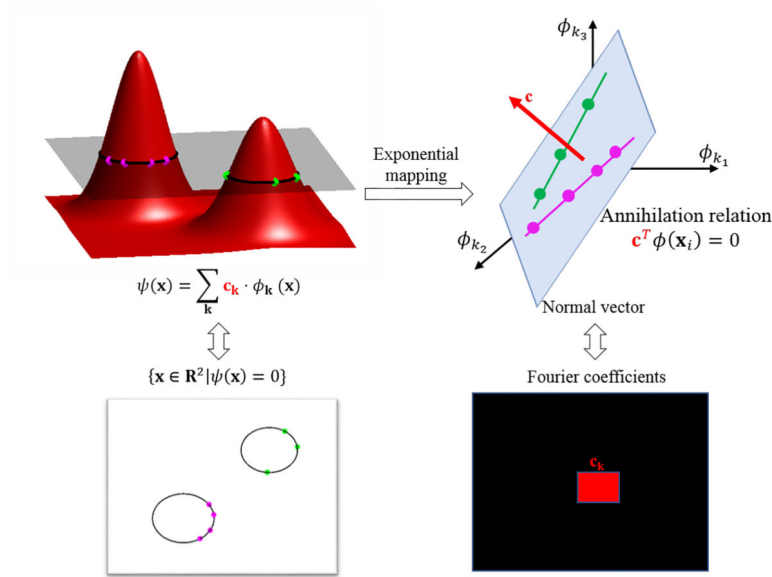 ϕ_{k_3}
c
Exponential
mapping
ϕ_{k_1}
ϕ_{k_2}
Annihilation relation
𝐜^T ϕ(𝐱_i) = 0
ψ(𝐱) = ∑_𝐤 𝐜_𝐤 · ϕ_𝐤 (𝐱)
Normal vector
{𝐱 ∈ 𝐑^2|ψ(𝐱) = 0}
Fourier coefficients
𝐜_𝐤